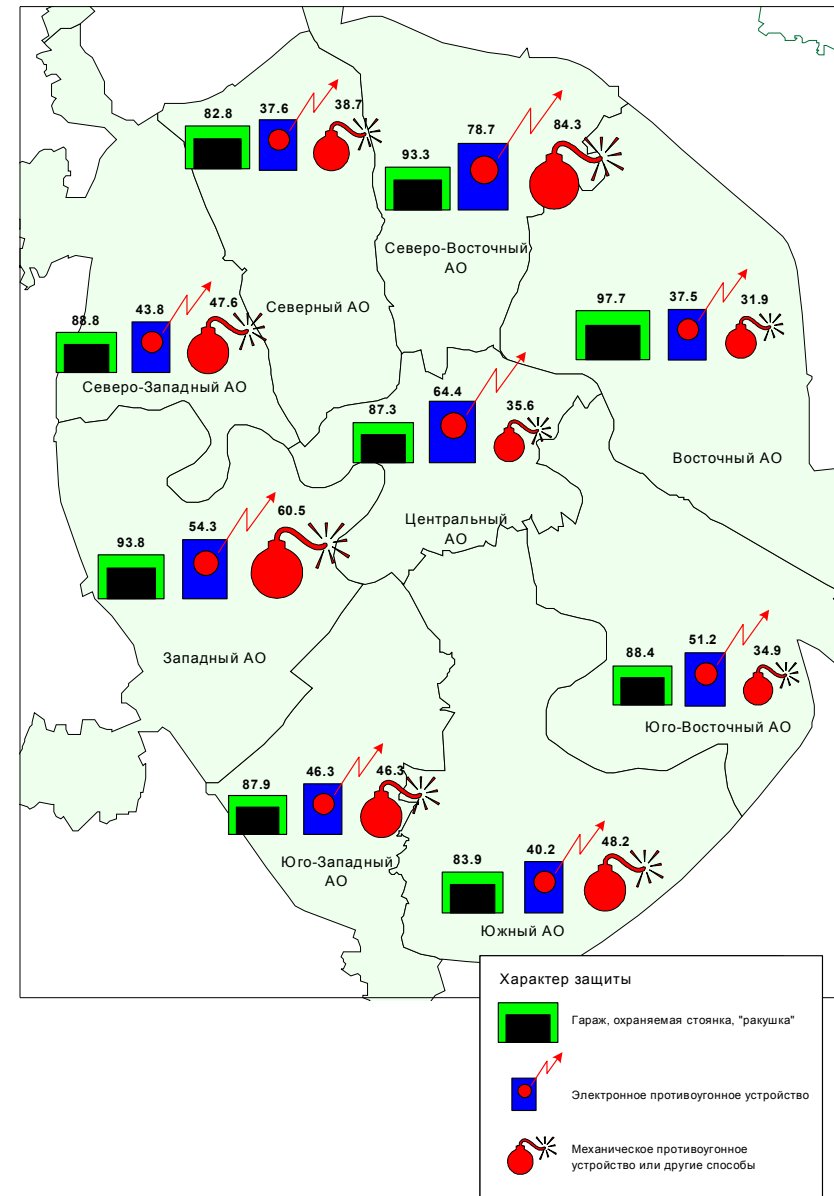 82.8 37.6 38.7
93.3 78.7 84.3
Северо-Восточный
АО
Северный АО
88.8 43.8 47.6
Северо-Западный АО
97.7 37.5 31.9
Восточный АО
87.3 64.4 35.6
Центральный
АО
93.8 54.3 60.5
Западный АО
88.4 51.2 34.9
Юго-Восточный АО
87.9 46.3 46.3
Юго-Западный
АО
83.9 40.2 48.2
Южный АО
Характер защиты
Гараж, охраняемая стоянка, "ракушка"
Электронное противоугонное устройство
Механическое противоугонное
устройство или другие способы